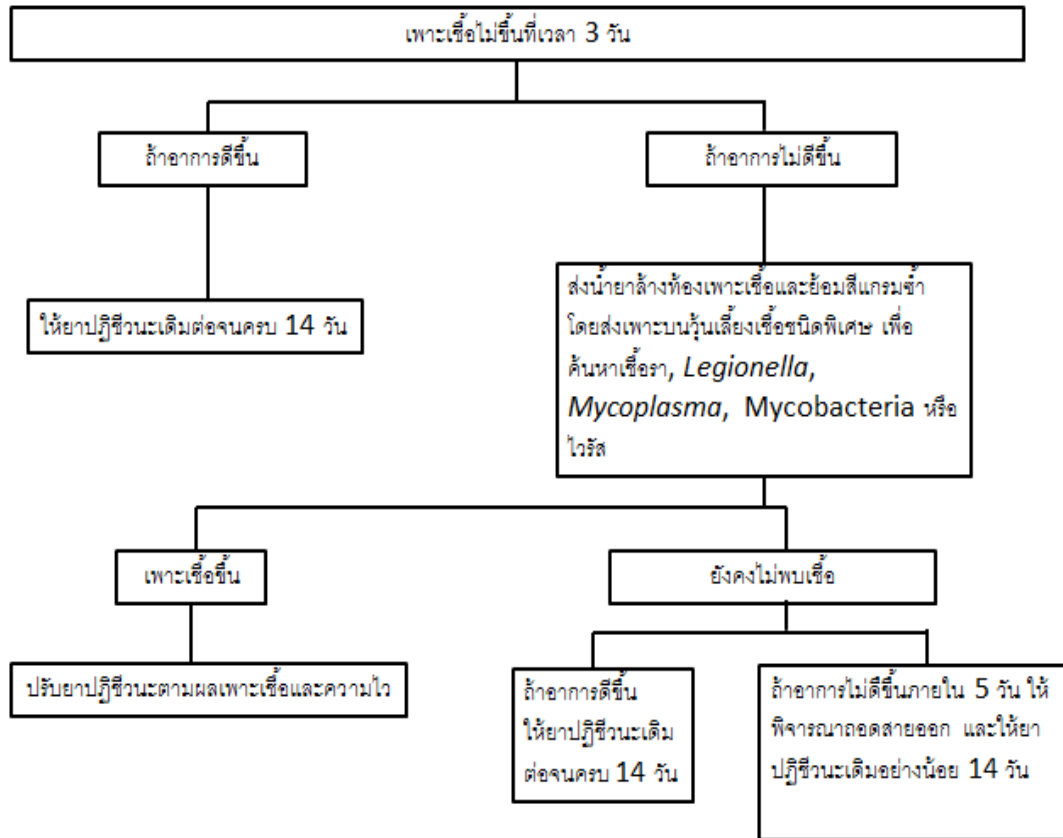 เพาะเชื้อไม่ขึ้นที่เวลา 3 วัน
ถ้าอาการดีขึ้น
ถ้าอาการไม่ดีขึ้น
ให้ยาปฏิชีวนะเดิมต่อจนครบ 14 วัน
ส่งน้ำยาล้างท้องเพาะเชื้อและย้อมสีแกรมซ้ำ
โดยส่งเพาะบนวุ้นเลี้ยงเชื้อชนิดพิเศษ เพื่อ
ค้นหาเชื้อรา, Legionella,
Mycoplasma, Mycobacteria หรือ
ไวรัส
เพาะเชื้อขึ้น
ยังคงไม่พบเชื้อ
ปรับยาปฏิชีวนะตามผลเพาะเชื้อและความไว
ถ้าอาการดีขึ้น
ให้ยาปฏิชีวนะเดิม
ต่อจนครบ 14 วัน
ถ้าอาการไม่ดีขึ้นภายใน 5 วัน ให้
พิจารณาถอดสายออก และให้ยา
ปฏิชีวนะเดิมอย่างน้อย 14 วัน